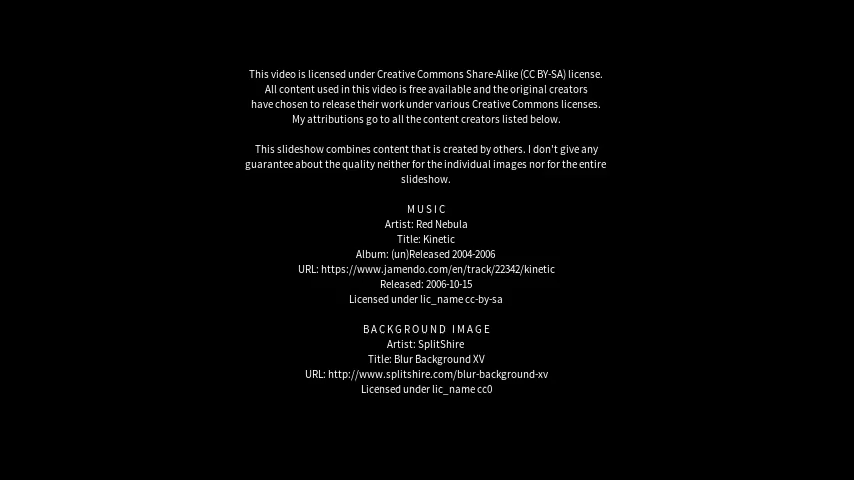 This video is licensed under Creative Commons Share-Alike (CC BY-SA) license.
All content used in this video is free available and the original creators
have chosen to release their work under various Creative Commons licenses.
My attributions go to all the content creators listed below.
This slideshow combines content that is created by others. I don't give any
guarantee about the quality neither for the individual images nor for the entire
slideshow.
MUSIC
Artist: Red Nebula
Title: Kinetic
Album: (un)Released 2004-2006
URL: https://www.jamendo.com/en/track/22342/kinetic
Released: 2006-10-15
Licensed under lic_name cc-by-sa
BACKGROUND IMAGE
Artist: SplitShire
Title: Blur Background XV
URL: http://www.splitshire.com/blur-background-xv
Licensed under lic_name cc0